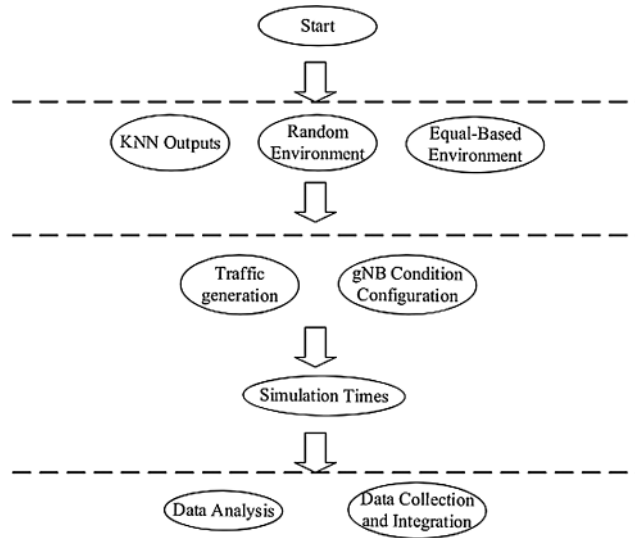 Start
KNN Outputs
Random
Environment
Equal-Based
Environment
Traffic
generation
gNB Condition
Configuration
Simulation Times
Data Analysis
Data Collection
and Integration